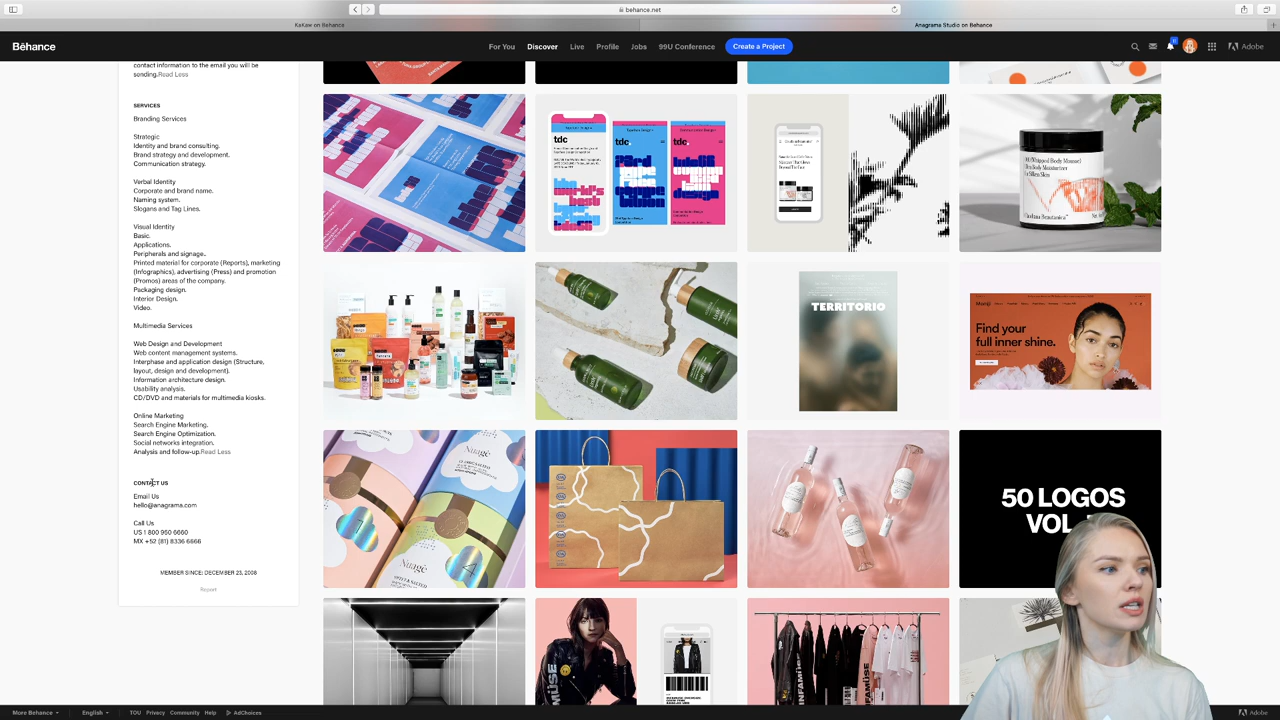 behance.net
KaKaw on Behance
Anagrama Studio on Behance
Bēhance
For You
Discover
Live
Profile
Jobs
99U Conference
Create a Project
Adobe
contact information to the email you will be
sending.Read Less
SERVICES
Branding Services
Strategic
Identity and brand consulting.
Brand strategy and development.
Communication strategy.
Verbal Identity
Corporate and brand name.
Naming system.
Slogans and Tag Lines.
Visual Identity
Basic.
Applications.
Peripherals and signage..
Printed material for corporate (Reports), marketing
(Infographics), advertising (Press) and promotion
(Promos) areas of the company.
Packaging design.
Interior Design.
Video.
Multimedia Services
Web Design and Development
Web content management systems.
Interphase and application design (Structure,
layout, design and development).
Information architecture design.
Usability analysis.
CD/DVD and materials for multimedia kiosks.
Online Marketing
Search Engine Marketing.
Search Engine Optimization.
Social networks integration.
Analysis and follow-up.Read Less
CONTACT US
Email Us
hello@anagrama.com
Call Us
US 1 800 950 6660
MX +52 (81) 8336 6666
MEMBER SINCE: DECEMBER 23, 2008
Report
tdc
tdc
tdc
TERRITORIO
Find your
full inner shine.
Nuagé
Nuagé
50 LOGOS
More Behance
English
TOU
Privacy
Community
Help
AdChoices
Adobe